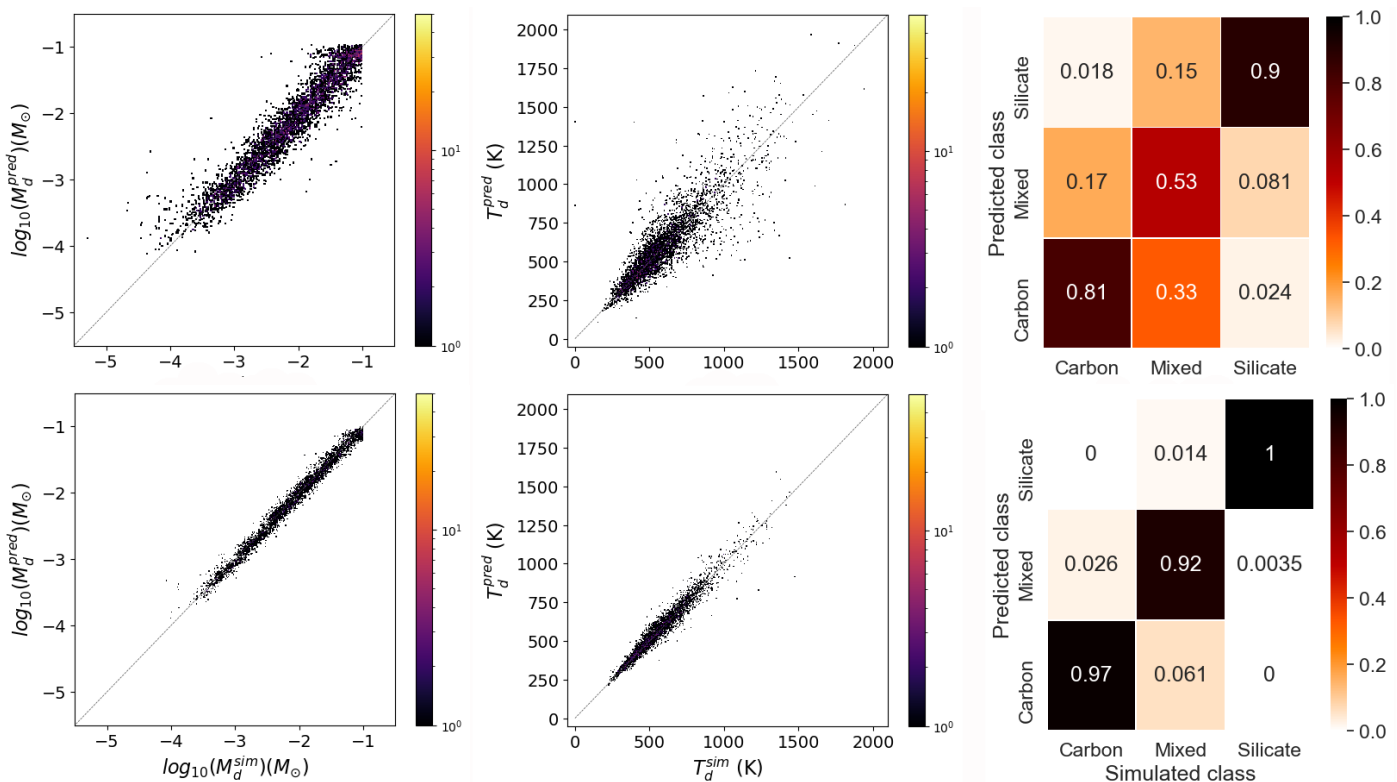 log10(M_d^pred)(M⊙)
−1
−2
−3
−4
−5
−5 −4 −3 −2 −1
10^1
10^0
T_d^pred (K)
2000
1750
1500
1250
1000
750
500
250
0
0 500 1000 1500 2000
10^1
10^0
Predicted class
Silicate 0.018 0.15 0.9
Mixed 0.17 0.53 0.081
Carbon 0.81 0.33 0.024
Carbon Mixed Silicate
1.0
0.8
0.6
0.4
0.2
0.0
log10(M_d^pred)(M⊙)
−1
−2
−3
−4
−5
−5 −4 −3 −2 −1
log10(M_d^sim)(M⊙)
10^1
10^0
T_d^pred (K)
2000
1750
1500
1250
1000
750
500
250
0
0 500 1000 1500 2000
T_d^sim (K)
10^1
10^0
Predicted class
Silicate 0 0.014 1
Mixed 0.026 0.92 0.0035
Carbon 0.97 0.061 0
Carbon Mixed Silicate
Simulated class
1.0
0.8
0.6
0.4
0.2
0.0